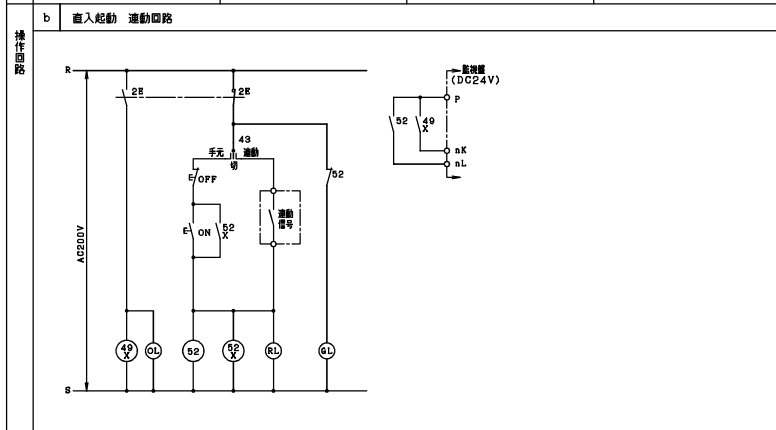 b 直入起動 連動回路
操作回路
R
2E
2E
監視盤
(DC24V)
P
52
49
X
nK
nL
43
手元 連動
切
E OFF
52
連動
信号
E ON
52
X
AC200V
49
X
OL
52
52
X
RL
GL
S